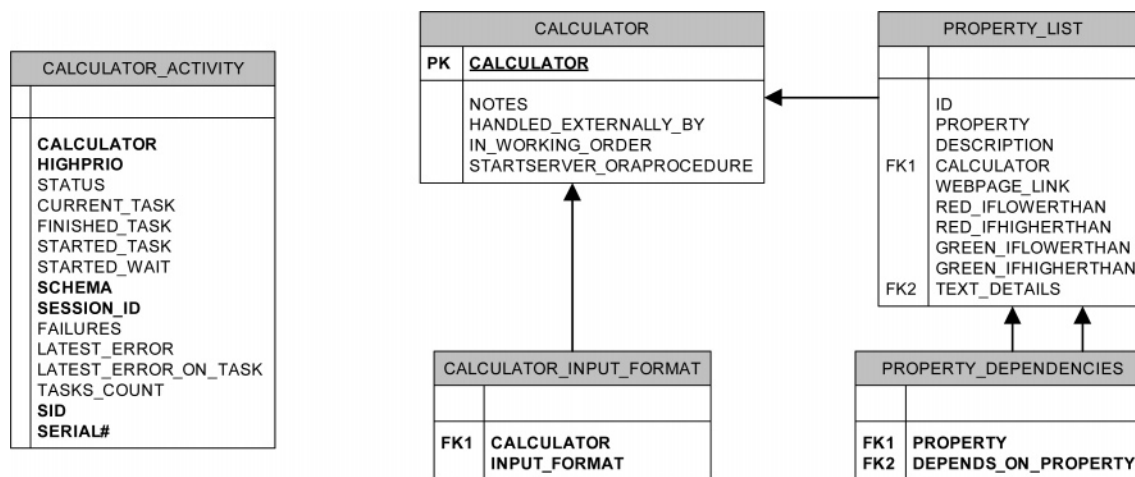 CALCULATOR_ACTIVITY
CALCULATOR
HIGHPRIO
STATUS
CURRENT_TASK
FINISHED_TASK
STARTED_TASK
STARTED_WAIT
SCHEMA
SESSION_ID
FAILURES
LATEST_ERROR
LATEST_ERROR_ON_TASK
TASKS_COUNT
SID
SERIAL#
CALCULATOR
PK CALCULATOR
NOTES
HANDLED_EXTERNALLY_BY
IN_WORKING_ORDER
STARTSERVER_ORAPROCEDURE
PROPERTY_LIST
ID
PROPERTY
DESCRIPTION
FK1 CALCULATOR
WEBPAGE_LINK
RED_IFLOWERTHAN
RED_IFHIGHERTHAN
GREEN_IFLOWERTHAN
GREEN_IFHIGHERTHAN
FK2 TEXT_DETAILS
CALCULATOR_INPUT_FORMAT
FK1 CALCULATOR
INPUT_FORMAT
PROPERTY_DEPENDENCIES
FK1 PROPERTY
FK2 DEPENDS_ON_PROPERTY